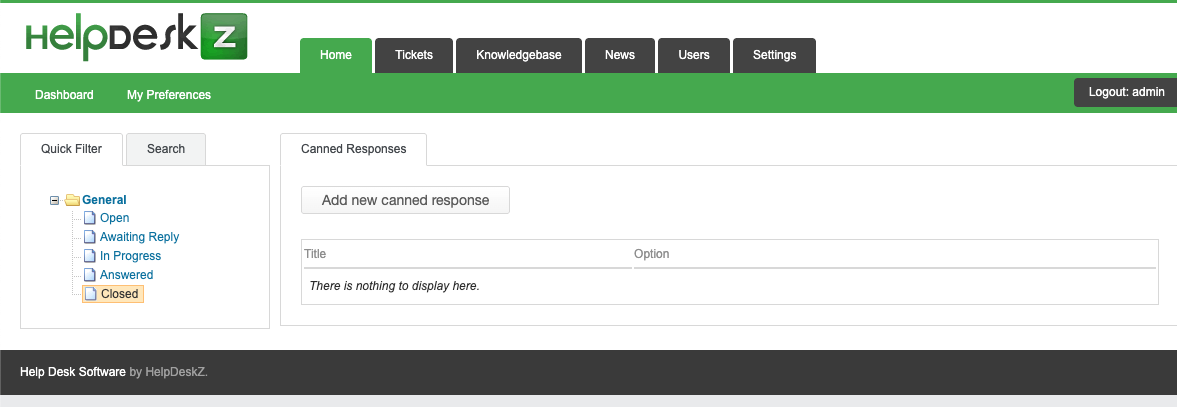 HelpDesk Z
Home Tickets Knowledgebase News Users Settings
Dashboard My Preferences Logout: admin
Quick Filter Search Canned Responses
General
Open
Awaiting Reply
In Progress
Answered
Closed
Add new canned response
Title Option
There is nothing to display here.
Help Desk Software by HelpDeskZ.